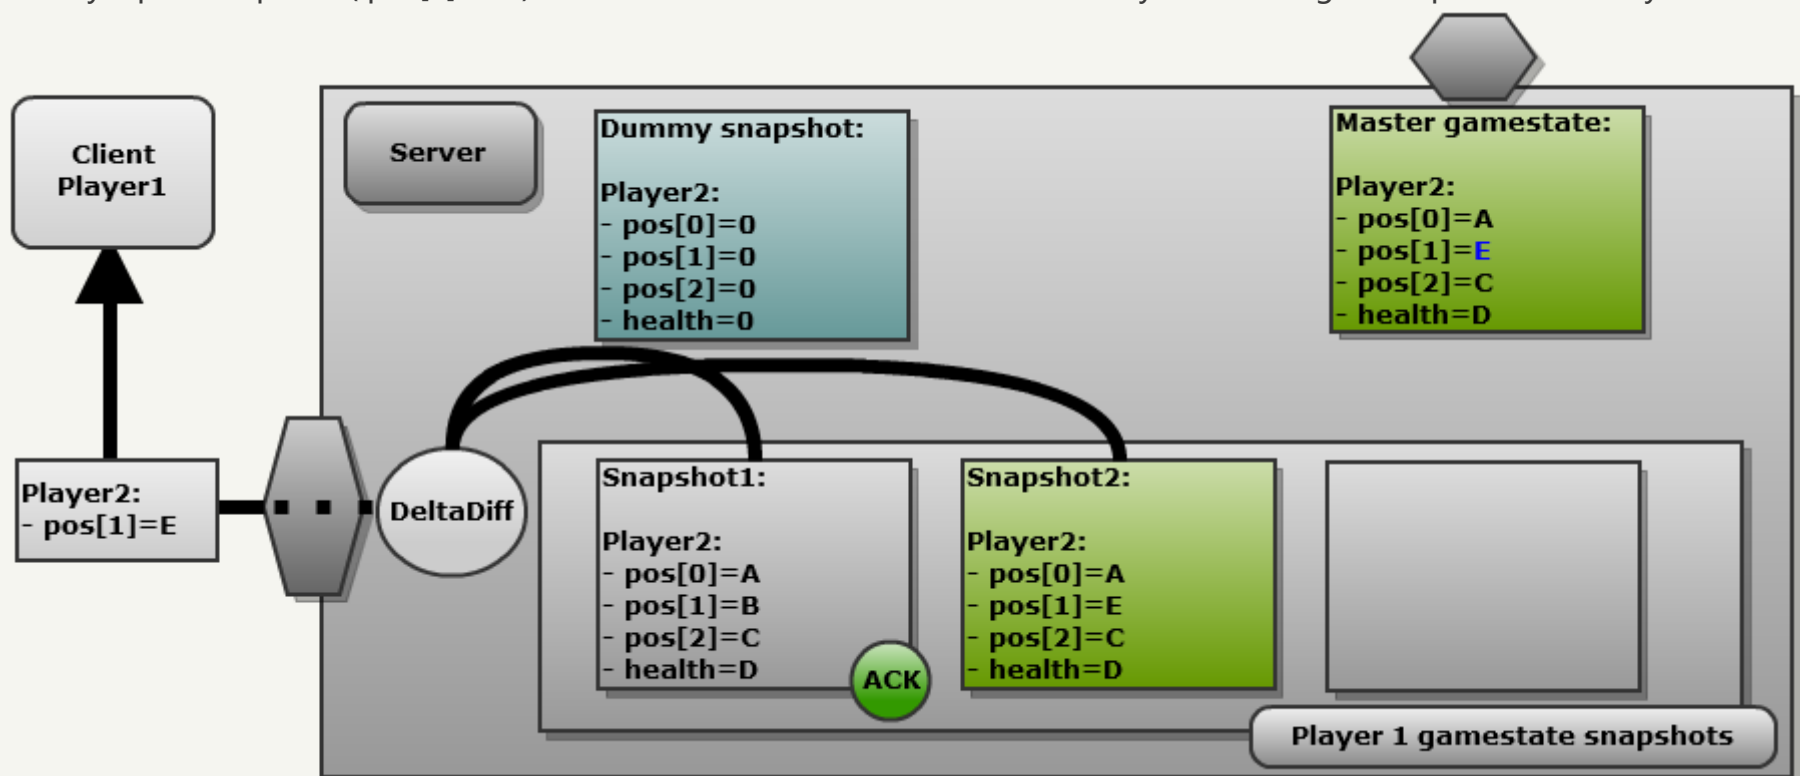 Client
Player1
Server
Dummy snapshot:
Player2:
- pos[0]=0
- pos[1]=0
- pos[2]=0
- health=0
Master gamestate:
Player2:
- pos[0]=A
- pos[1]=E
- pos[2]=C
- health=D
Player2:
- pos[1]=E
DeltaDiff
Snapshot1:
Player2:
- pos[0]=A
- pos[1]=B
- pos[2]=C
- health=D
ACK
Snapshot2:
Player2:
- pos[0]=A
- pos[1]=E
- pos[2]=C
- health=D
Player 1 gamestate snapshots